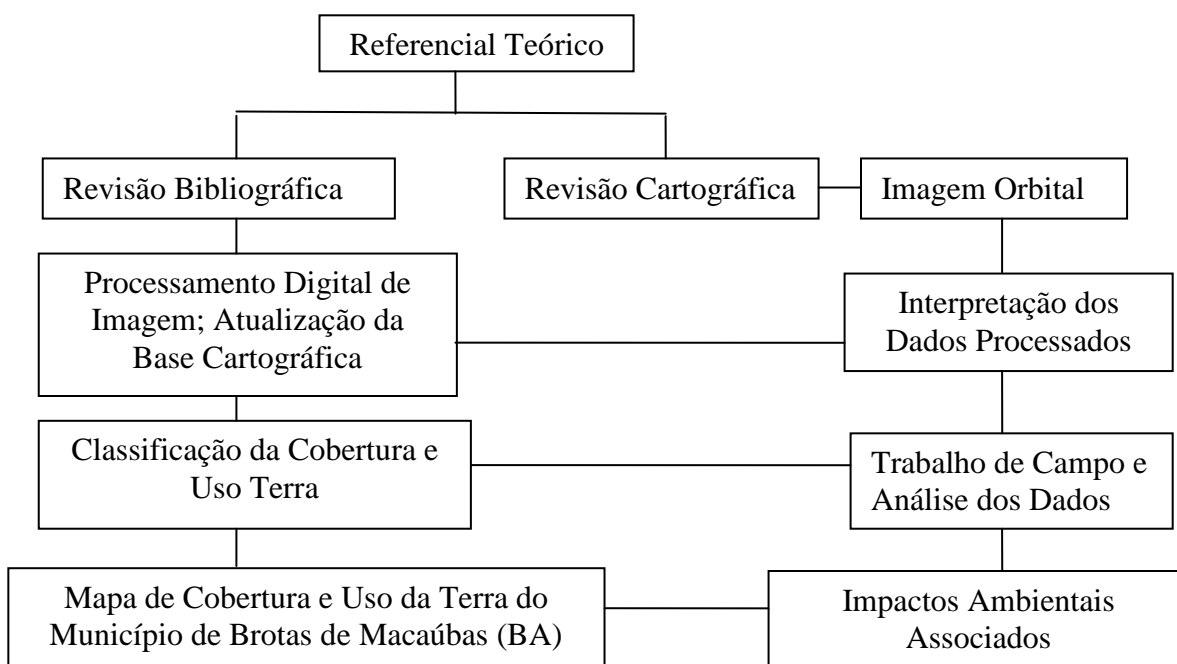 Referencial Teórico
Revisão Bibliográfica
Revisão Cartográfica
Imagem Orbital
Processamento Digital de
Imagem; Atualização da
Base Cartográfica
Interpretação dos
Dados Processados
Classificação da Cobertura e
Uso Terra
Trabalho de Campo e
Análise dos Dados
Mapa de Cobertura e Uso da Terra do
Município de Brotas de Macaúbas (BA)
Impactos Ambientais
Associados